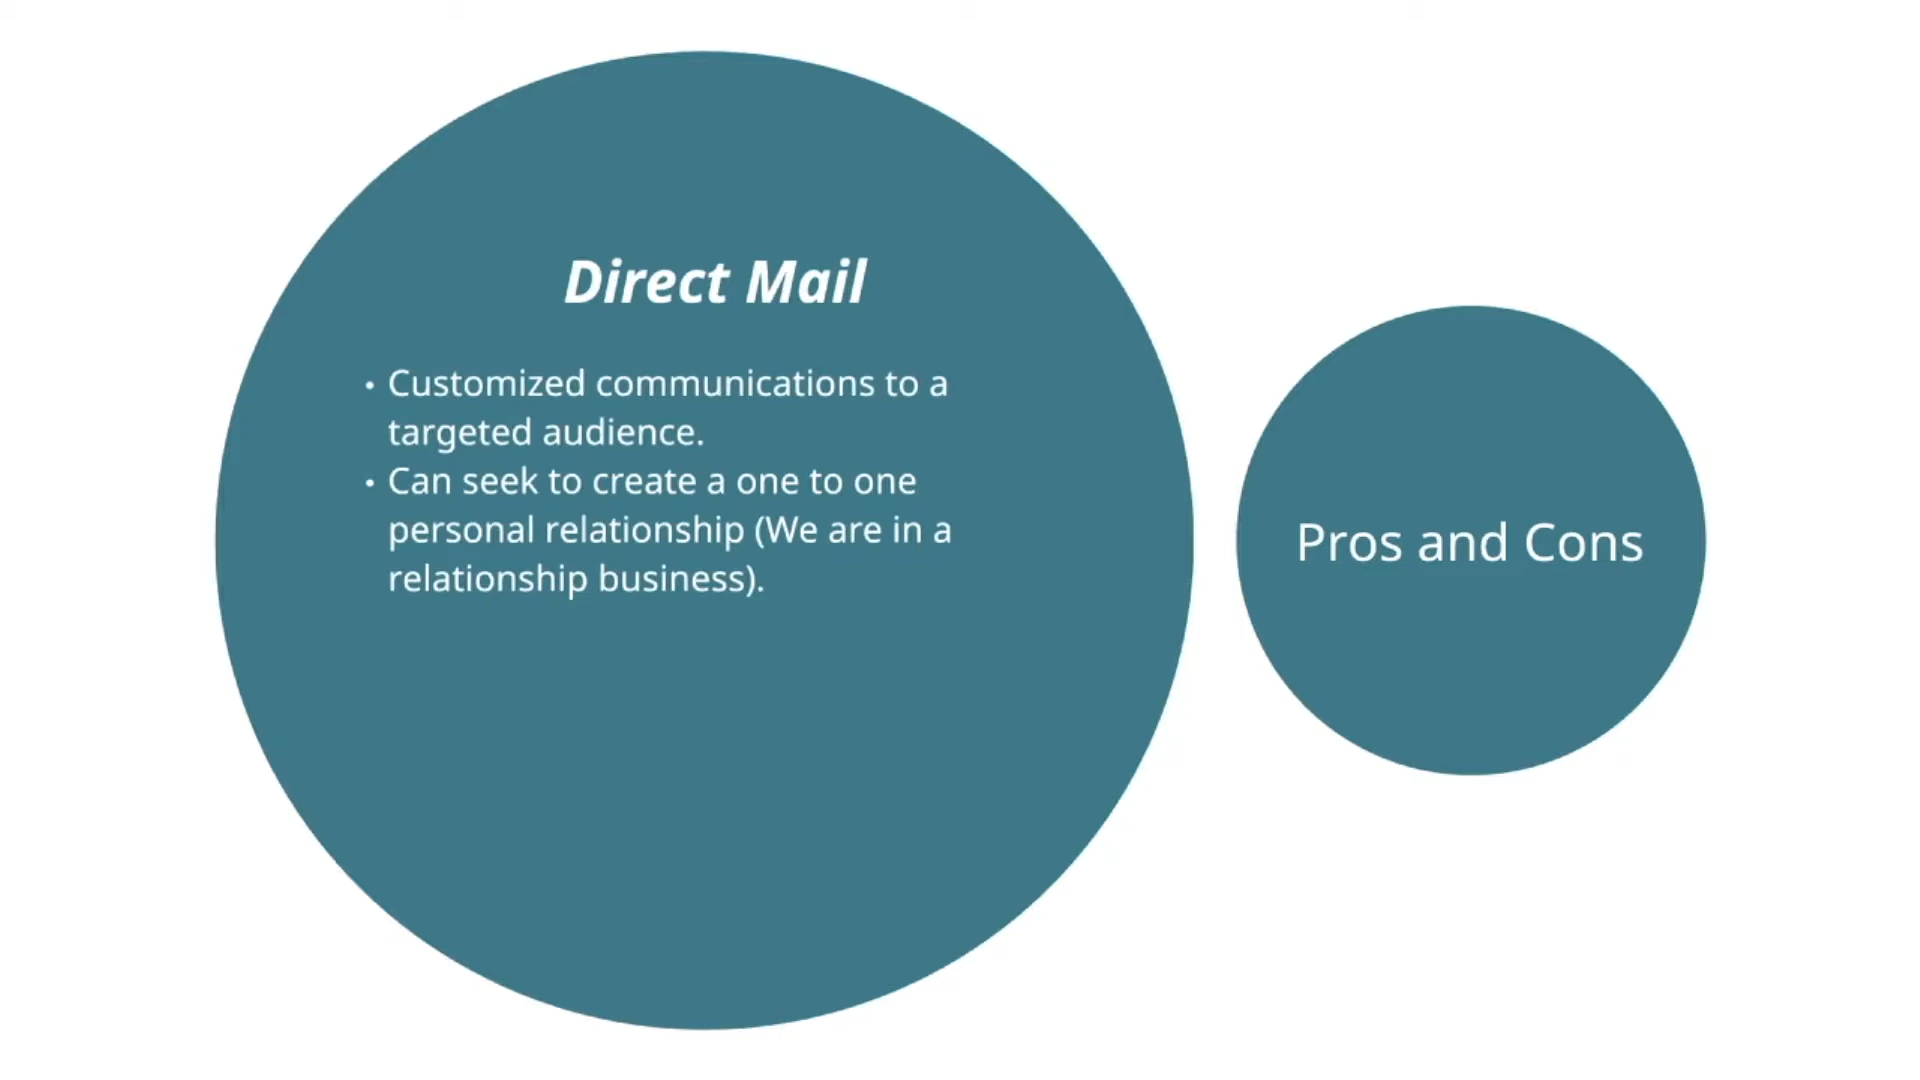 Direct Mail
• Customized communications to a
targeted audience.
• Can seek to create a one to one
personal relationship (We are in a
relationship business).
Pros and Cons